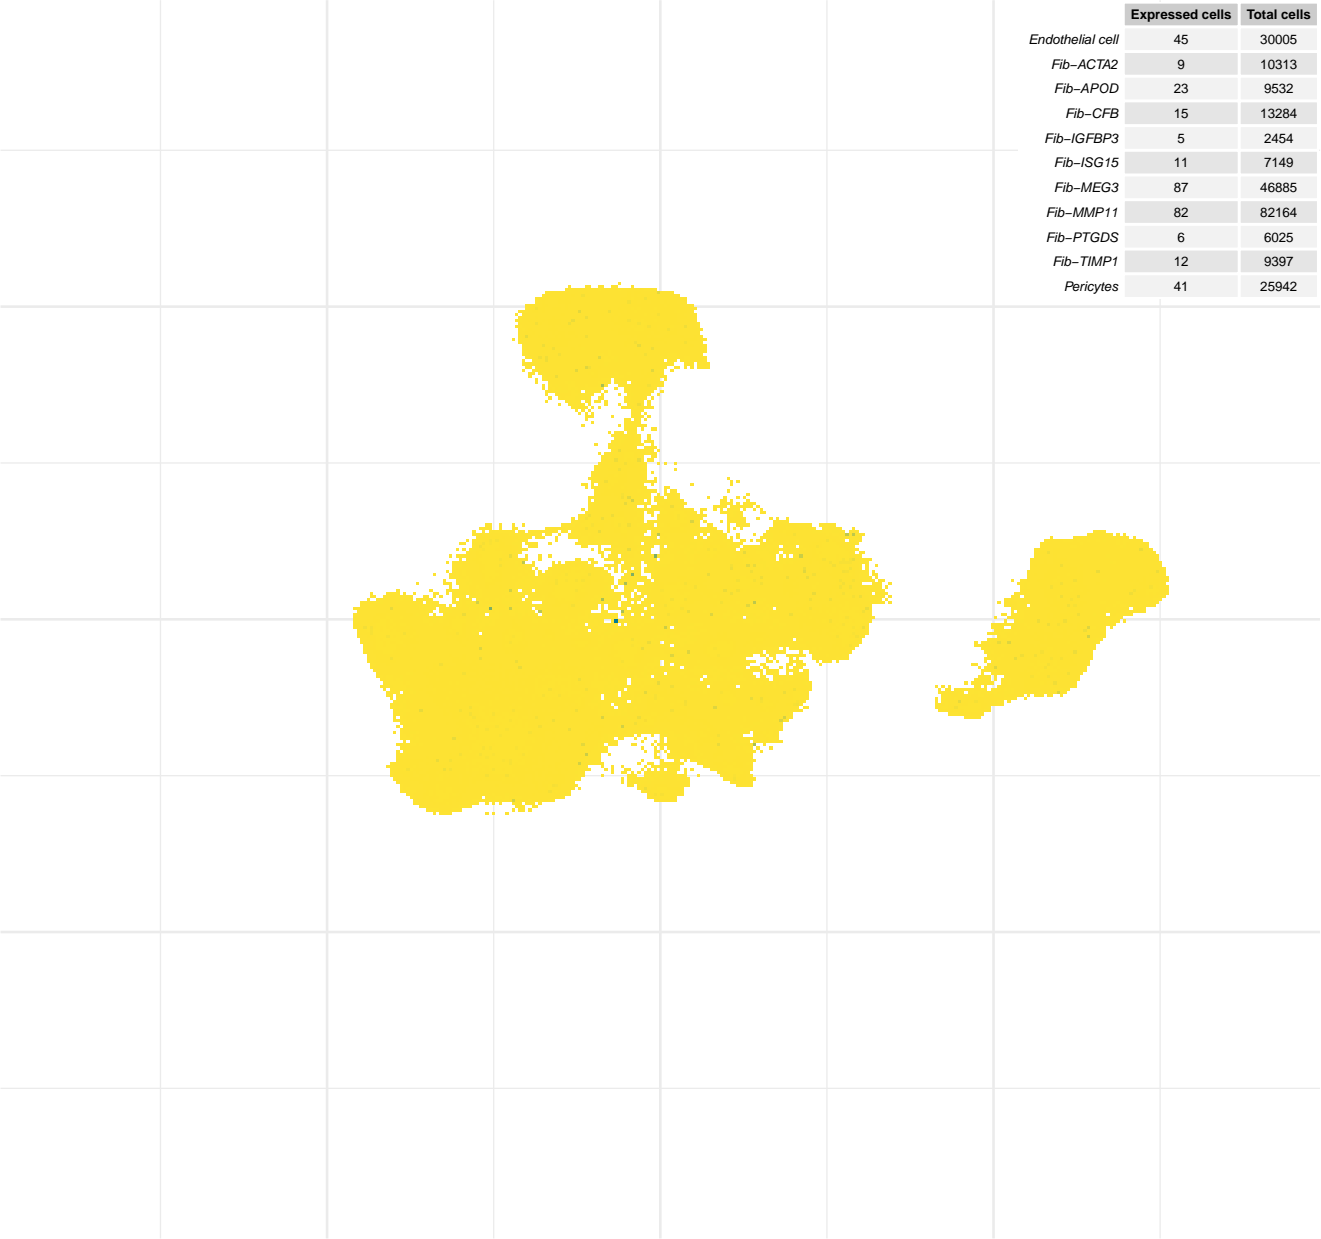 Expressed cells Total cells
Endothelial cell 45 30005
Fib−ACTA2 9 10313
Fib−APOD 23 9532
Fib−CFB 15 13284
Fib−IGFBP3 5 2454
Fib−ISG15 11 7149
Fib−MEG3 87 46885
Fib−MMP11 82 82164
Fib−PTGDS 6 6025
Fib−TIMP1 12 9397
Pericytes 41 25942